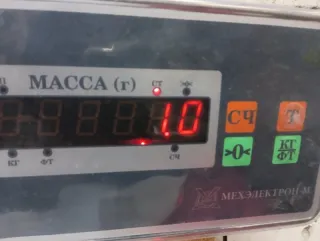 МАССА (г)
СТ
1.0
СЧ
Т
КГ
ФТ
СЧ
>0<
КГ
ФТ
МЕХЭЛЕКТРОН-М